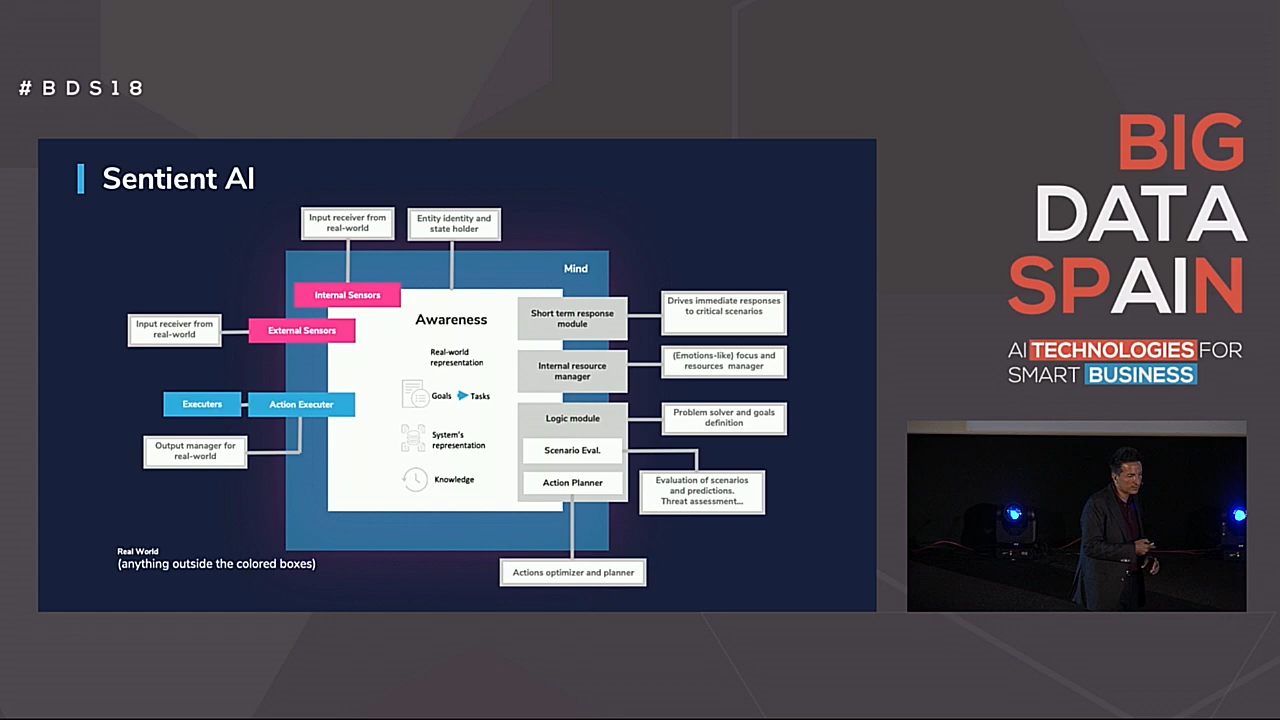 #BDS18
Sentient AI
Input receiver from
real-world
Entity identity and
state holder
Mind
Internal Sensors
Input receiver from
real-world
External Sensors
Awareness
Real-world
representation
Goals
Tasks
System's
representation
Knowledge
Executers
Action Executer
Output manager for
real-world
Short term response
module
Drives immediate responses
to critical scenarios
Internal resource
manager
(Emotions-like) focus and
resources manager
Logic module
Problem solver and goals
definition
Scenario Eval.
Action Planner
Evaluation of scenarios
and predictions.
Threat assessment...
Actions optimizer and planner
Real World
(anything outside the colored boxes)
BIG
DATA
SPAIN
AI TECHNOLOGIES FOR
SMART BUSINESS